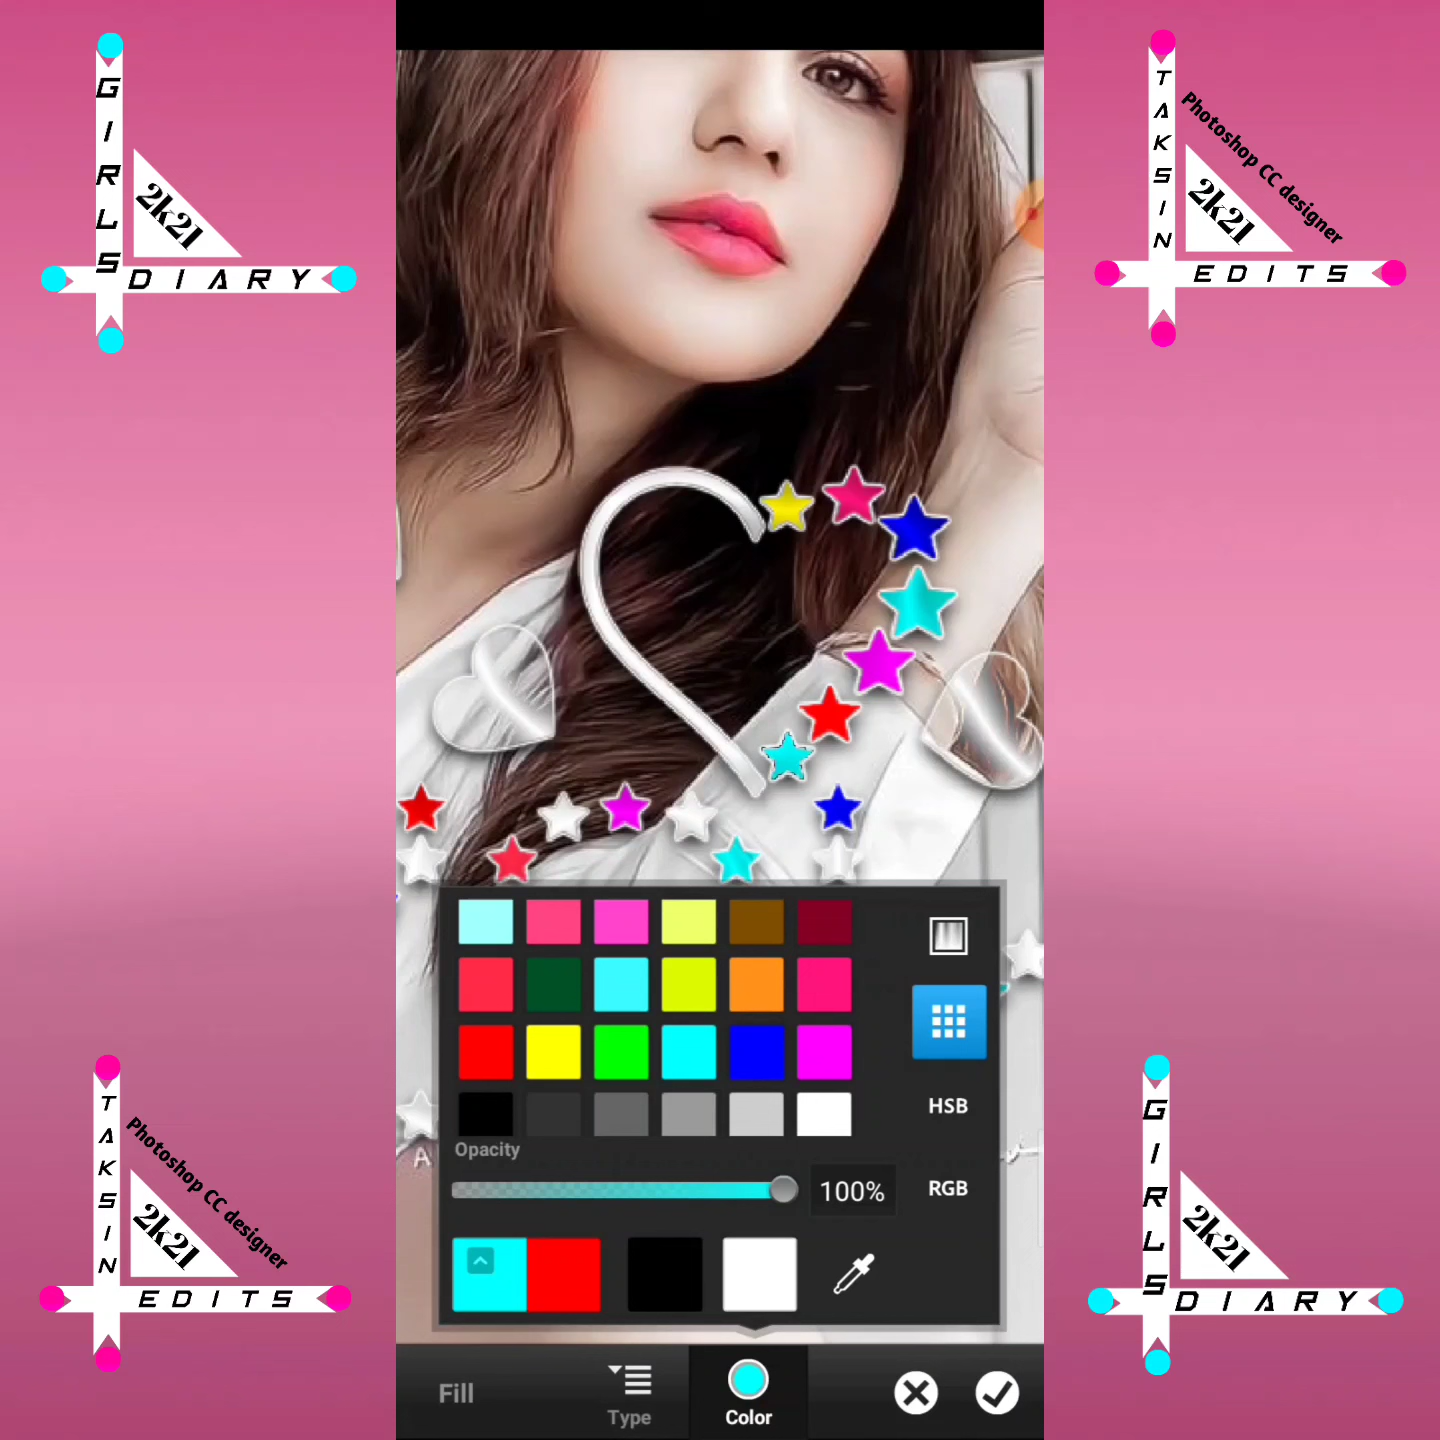 GIRLS
DIARY
2k21
TAKSIN
EDITS
2k21
Photoshop CC designer
A
Opacity
100%
HSB
RGB
Fill
Type
Color
TAKSIN
EDITS
2k21
Photoshop CC designer
GIRLS
DIARY
2k21